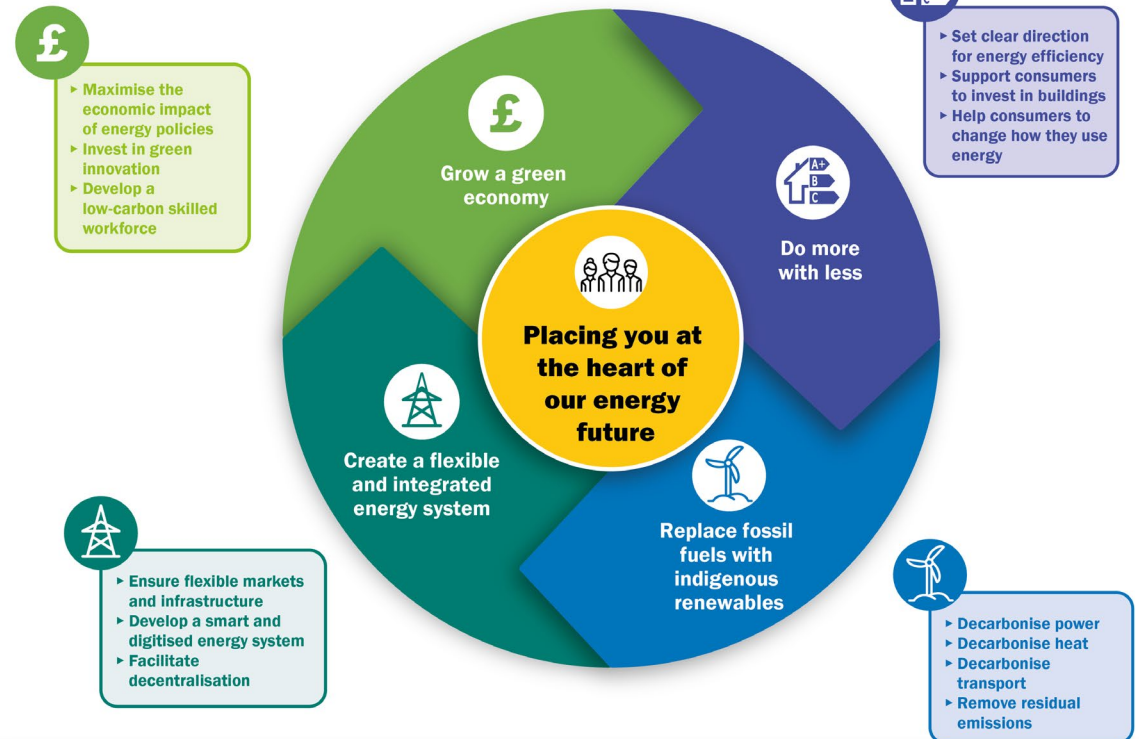 £
▸ Maximise the
economic impact
of energy policies
▸ Invest in green
innovation
▸ Develop a
low-carbon skilled
workforce
£
Grow a green
economy
A+
B
C
Do more
with less
C
▸ Set clear direction
for energy efficiency
▸ Support consumers
to invest in buildings
▸ Help consumers to
change how they use
energy
Placing you at
the heart of
our energy
future
Create a flexible
and integrated
energy system
Replace fossil
fuels with
indigenous
renewables
▸ Ensure flexible markets
and infrastructure
▸ Develop a smart and
digitised energy system
▸ Facilitate
decentralisation
▸ Decarbonise power
▸ Decarbonise heat
▸ Decarbonise
transport
▸ Remove residual
emissions